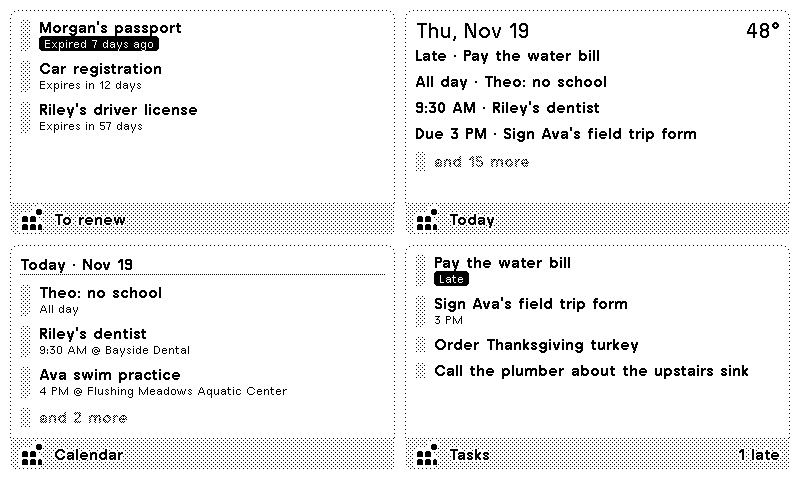 Morgan's passport
Expired 7 days ago
Car registration
Expires in 12 days
Riley's driver license
Expires in 57 days
To renew
Thu, Nov 19 48°
Late · Pay the water bill
All day · Theo: no school
9:30 AM · Riley's dentist
Due 3 PM · Sign Ava's field trip form
and 15 more
Today
Today · Nov 19
Theo: no school
All day
Riley's dentist
9:30 AM @ Bayside Dental
Ava swim practice
4 PM @ Flushing Meadows Aquatic Center
and 2 more
Calendar
Pay the water bill
Late
Sign Ava's field trip form
3 PM
Order Thanksgiving turkey
Call the plumber about the upstairs sink
Tasks 1 late